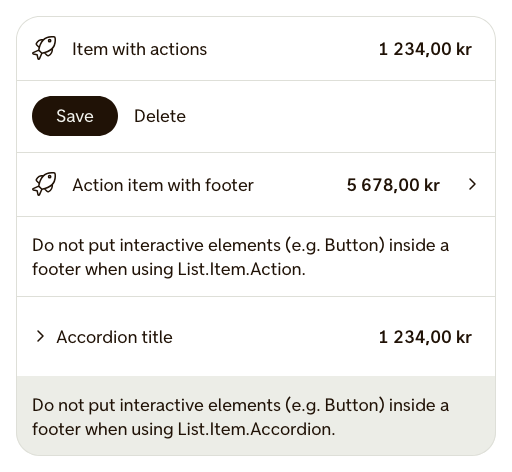 Item with actions 1 234,00 kr
Save Delete
Action item with footer 5 678,00 kr
Do not put interactive elements (e.g. Button) inside a
footer when using List.Item.Action.
Accordion title 1 234,00 kr
Do not put interactive elements (e.g. Button) inside a
footer when using List.Item.Accordion.